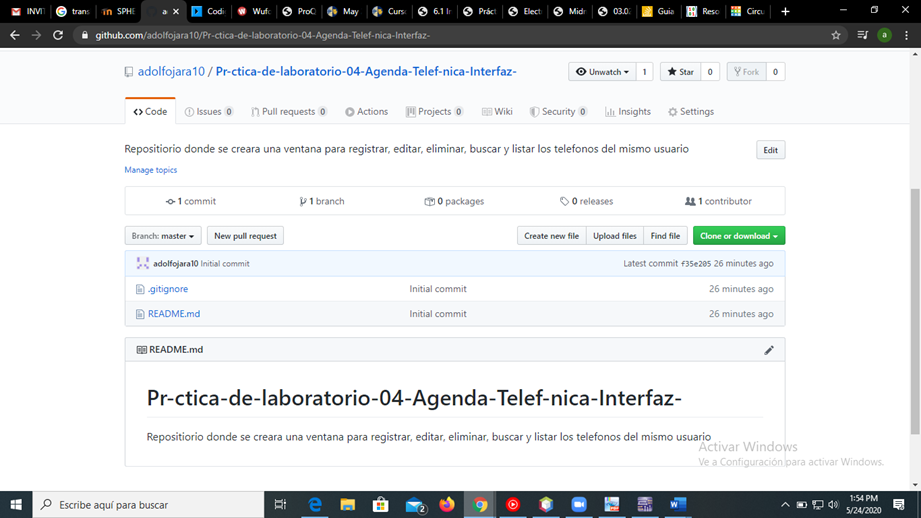 INVIT
trans
SPHE
a
Codi
Wufo
ProC
May
Curso
6.1 In
Práct
Elect
Midr
03.02
Guia
Reso
Circu
github.com/adolfojara10/Pr-ctica-de-laboratorio-04-Agenda-Telef-nica-Interfaz-
a
adolfojara10 / Pr-ctica-de-laboratorio-04-Agenda-Telef-nica-Interfaz-
Unwatch 1 Star 0 Fork 0
Code Issues 0 Pull requests 0 Actions Projects 0 Wiki Security 0 Insights Settings
Repositiorio donde se creara una ventana para registrar, editar, eliminar, buscar y listar los telefonos del mismo usuario Edit
Manage topics
1 commit 1 branch 0 packages 0 releases 1 contributor
Branch: master New pull request Create new file Upload files Find file Clone or download
adolfojara10 Initial commit Latest commit f35e205 26 minutes ago
.gitignore Initial commit 26 minutes ago
README.md Initial commit 26 minutes ago
README.md
Pr-ctica-de-laboratorio-04-Agenda-Telef-nica-Interfaz-
Repositiorio donde se creara una ventana para registrar, editar, eliminar, buscar y listar los telefonos del mismo usuario
Activar Windows
Ve a Configuración para activar Windows.
Escribe aquí para buscar
2
1:54 PM
5/24/2020